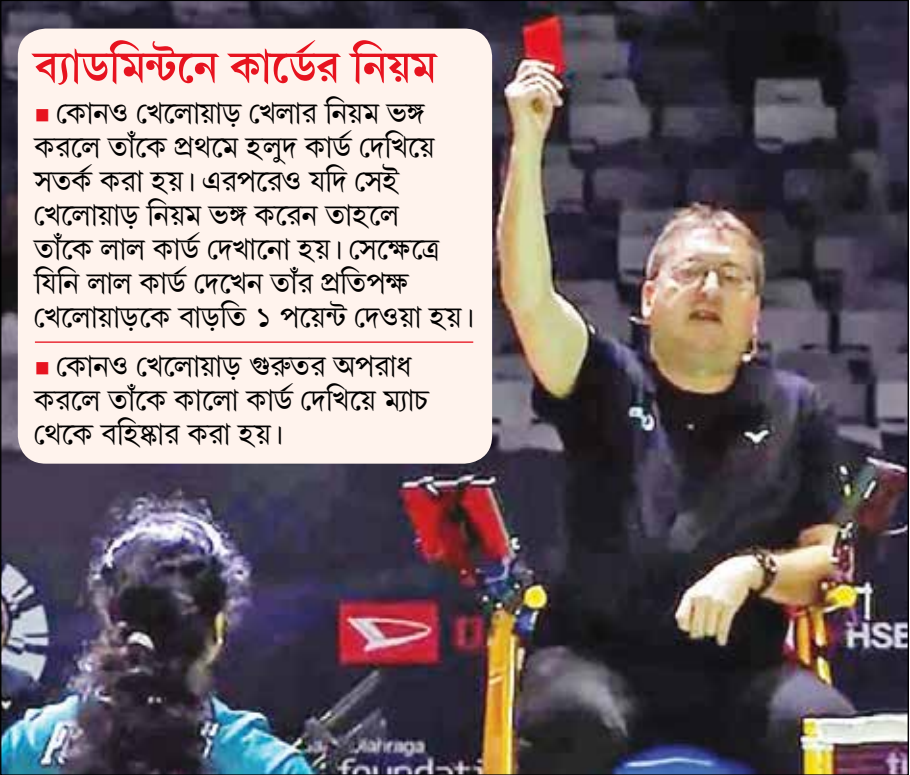 ব্যাডমিন্টনে কার্ডের নিয়ম
■ কোনও খেলোয়াড় খেলার নিয়ম ভঙ্গ
করলে তাঁকে প্রথমে হলুদ কার্ড দেখিয়ে
সতর্ক করা হয়। এরপরেও যদি সেই
খেলোয়াড় নিয়ম ভঙ্গ করেন তাহলে
তাঁকে লাল কার্ড দেখানো হয়। সেক্ষেত্রে
যিনি লাল কার্ড দেখেন তাঁর প্রতিপক্ষ
খেলোয়াড়কে বাড়তি ১ পয়েন্ট দেওয়া হয়।
■ কোনও খেলোয়াড় গুরুতর অপরাধ
করলে তাঁকে কালো কার্ড দেখিয়ে ম্যাচ
থেকে বহিষ্কার করা হয়।
HSB